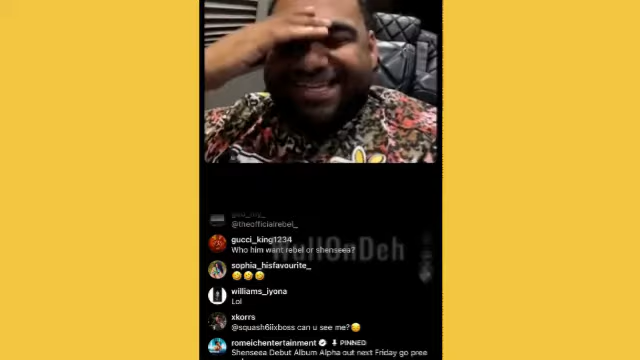 @theofficialrebel_
gucci_king1234
Who him want rebel or shenseea?
WallOnDeh
sophia_hisfavourite_
williams_iyona
Lol
xkorrs
@squash6iixboss can u see me?
romeichentertainment PINNED
Shenseea Debut Album Alpha out next Friday go pree